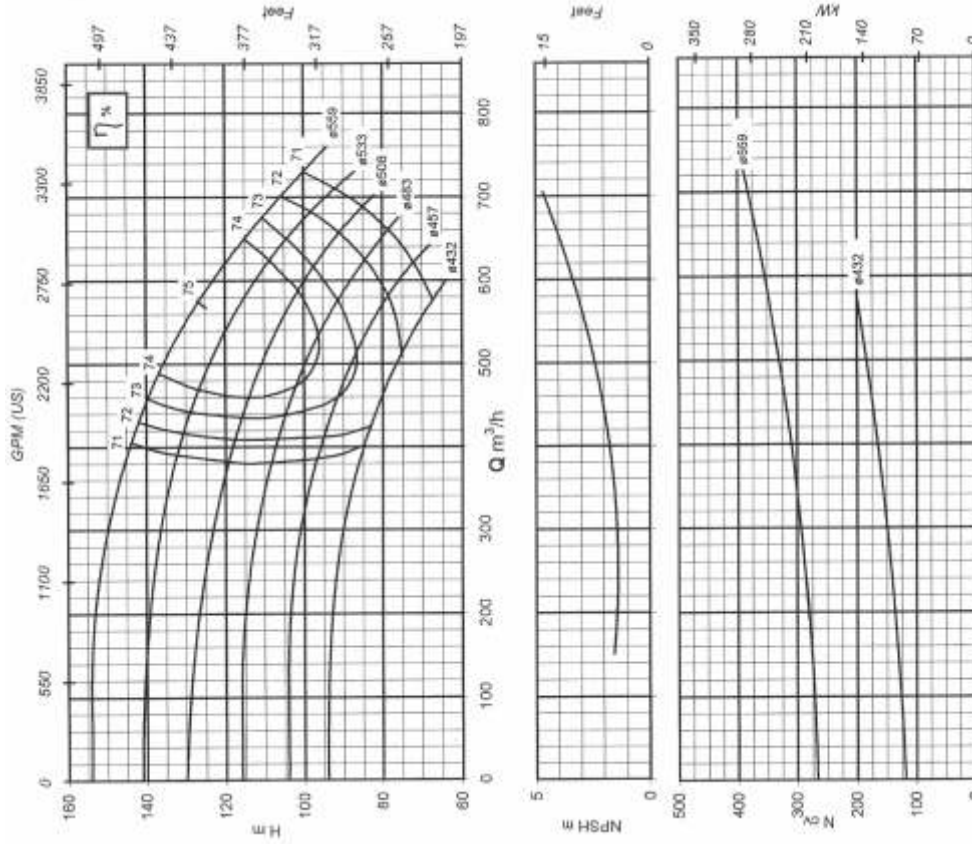 GPM (US)
0 550 1100 1650 2200 2750 3300 3850
η %
160
140
120
100
80
60
H m
Feet
497
437
377
317
257
197
71 72 73 74 75 74 73 72 71
ø559
ø533
ø508
ø483
ø457
ø432
0 100 200 300 Q m³/h 500 600 700 800
5
NPSH m
0
Feet
15
0
500
400
300
N cv
200
100
0
kW
350
280
210
140
70
0
ø559
ø432